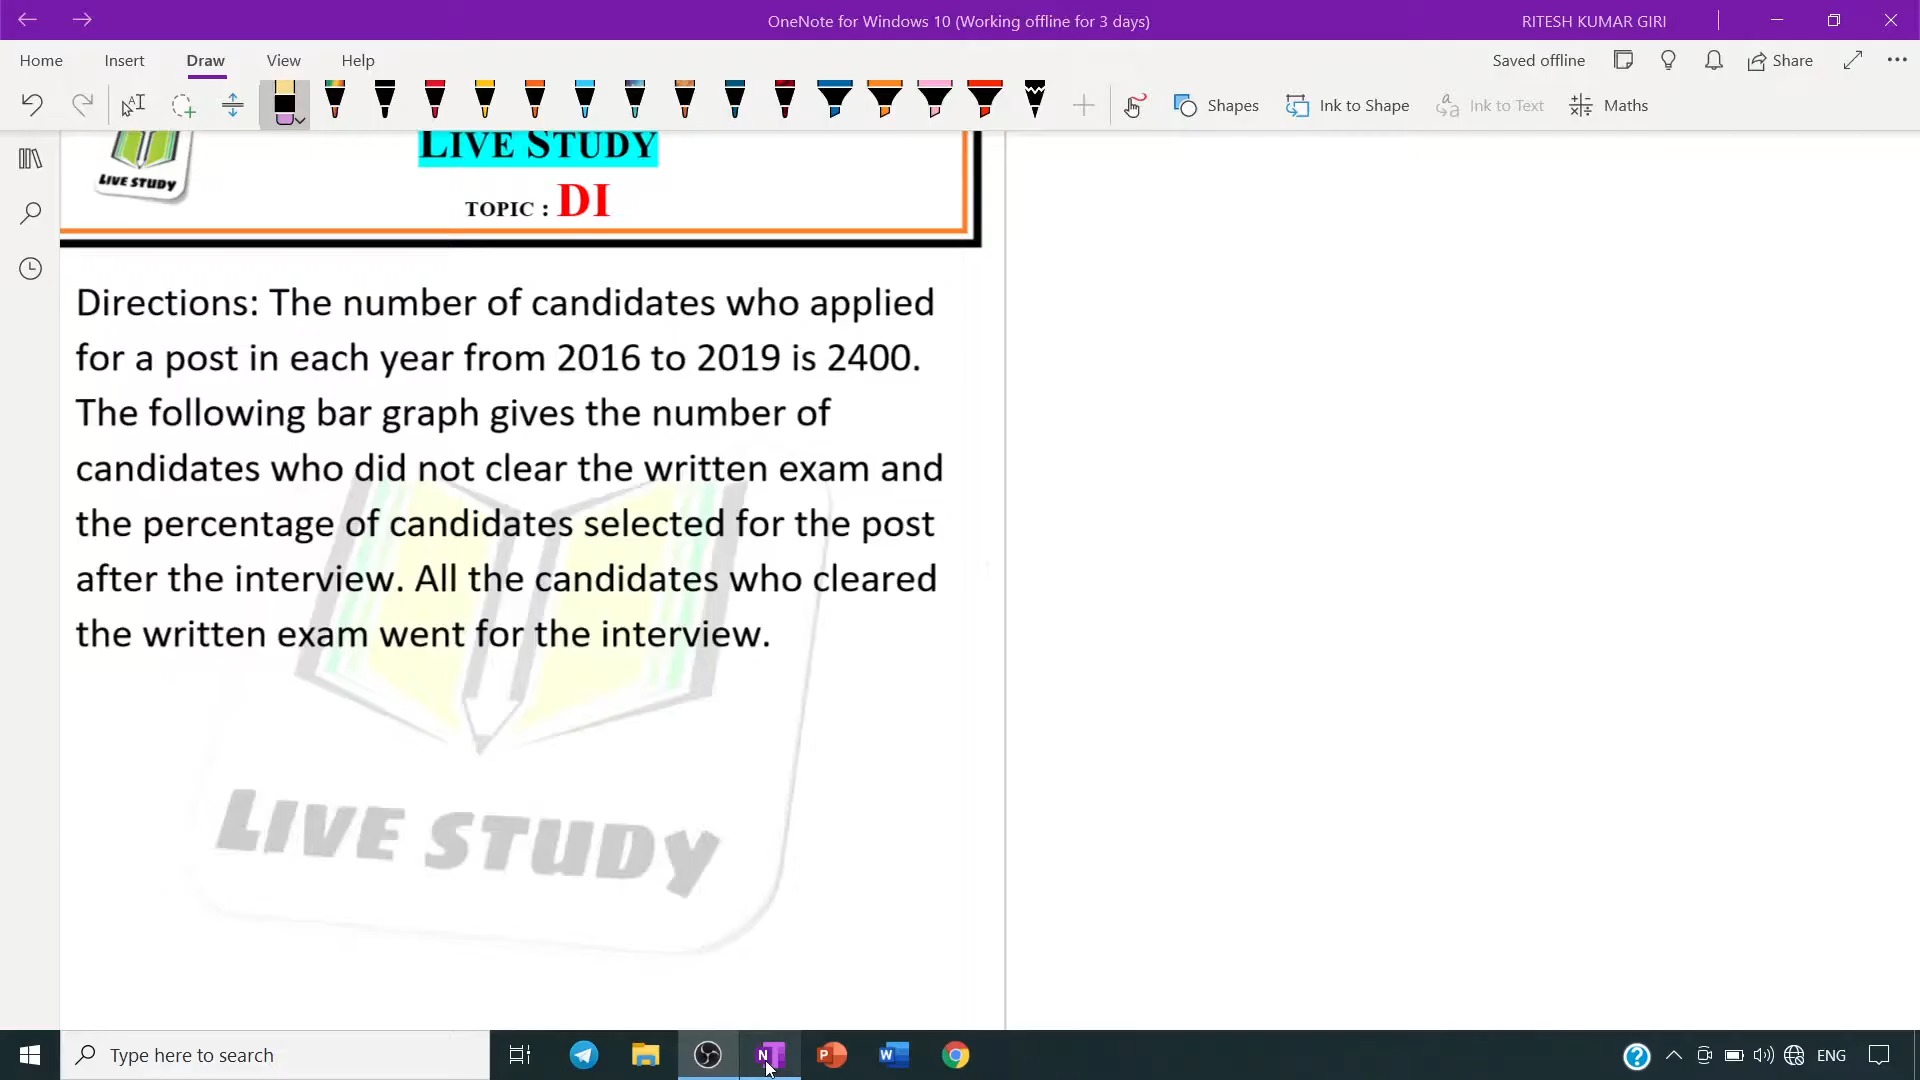 OneNote for Windows 10 (Working offline for 3 days)
RITESH KUMAR GIRI
Home Insert Draw View Help
Saved offline
Share
Shapes
Ink to Shape
Ink to Text
Maths
LIVE STUDY
LIVE STUDY
TOPIC : DI
Directions: The number of candidates who applied
for a post in each year from 2016 to 2019 is 2400.
The following bar graph gives the number of
candidates who did not clear the written exam and
the percentage of candidates selected for the post
after the interview. All the candidates who cleared
the written exam went for the interview.
LIVE STUDY
Type here to search
ENG